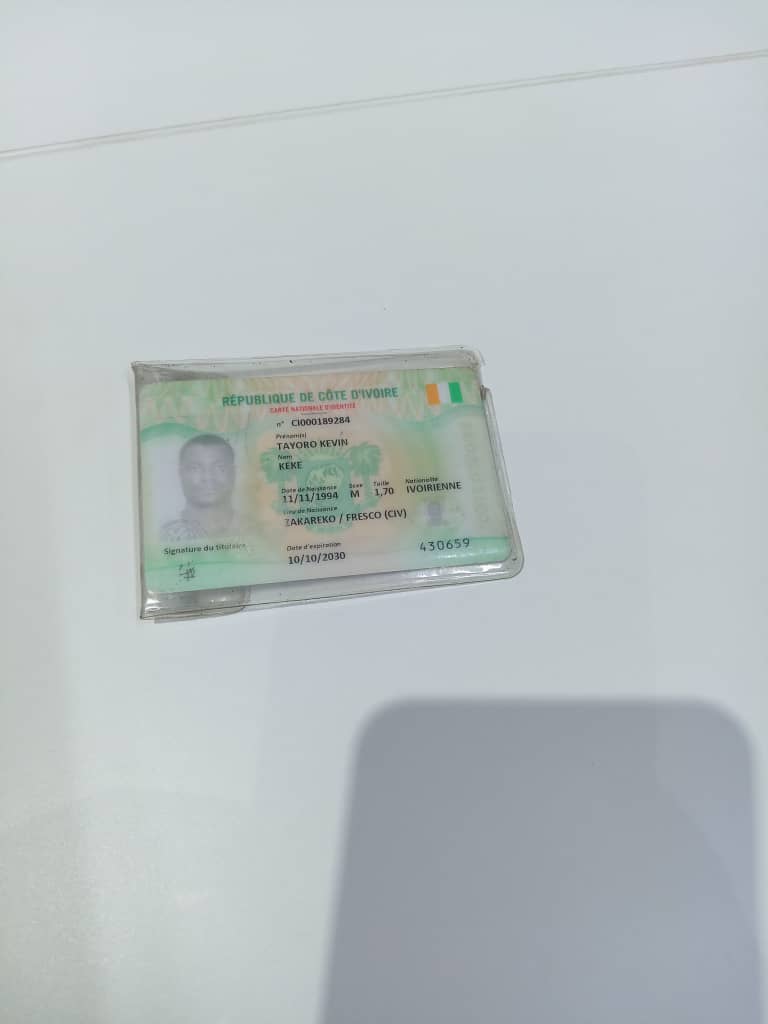 RÉPUBLIQUE DE CÔTE D'IVOIRE
CARTE NATIONALE D'IDENTITÉ
n° CI000189284
Prénom(s)
TAYORO KEVIN
Nom
KEKE
Date de Naissance Sexe Taille Nationalité
11/11/1994 M 1,70 IVOIRIENNE
Lieu de Naissance
ZAKAREKO / FRESCO (CIV)
Signature du titulaire
Date d'expiration
10/10/2030
430659